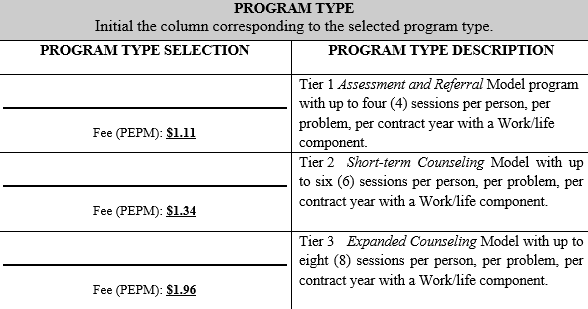 PROGRAM TYPE
Initial the column corresponding to the selected program type.
PROGRAM TYPE SELECTION
PROGRAM TYPE DESCRIPTION
Fee (PEPM): $1.11
Tier 1 Assessment and Referral Model program
with up to four (4) sessions per person, per
problem, per contract year with a Work/life
component.
Fee (PEPM): $1.34
Tier 2 Short-term Counseling Model with up
to six (6) sessions per person, per problem, per
contract year with a Work/life component.
Fee (PEPM): $1.96
Tier 3 Expanded Counseling Model with up to
eight (8) sessions per person, per problem, per
contract year with a Work/life component.